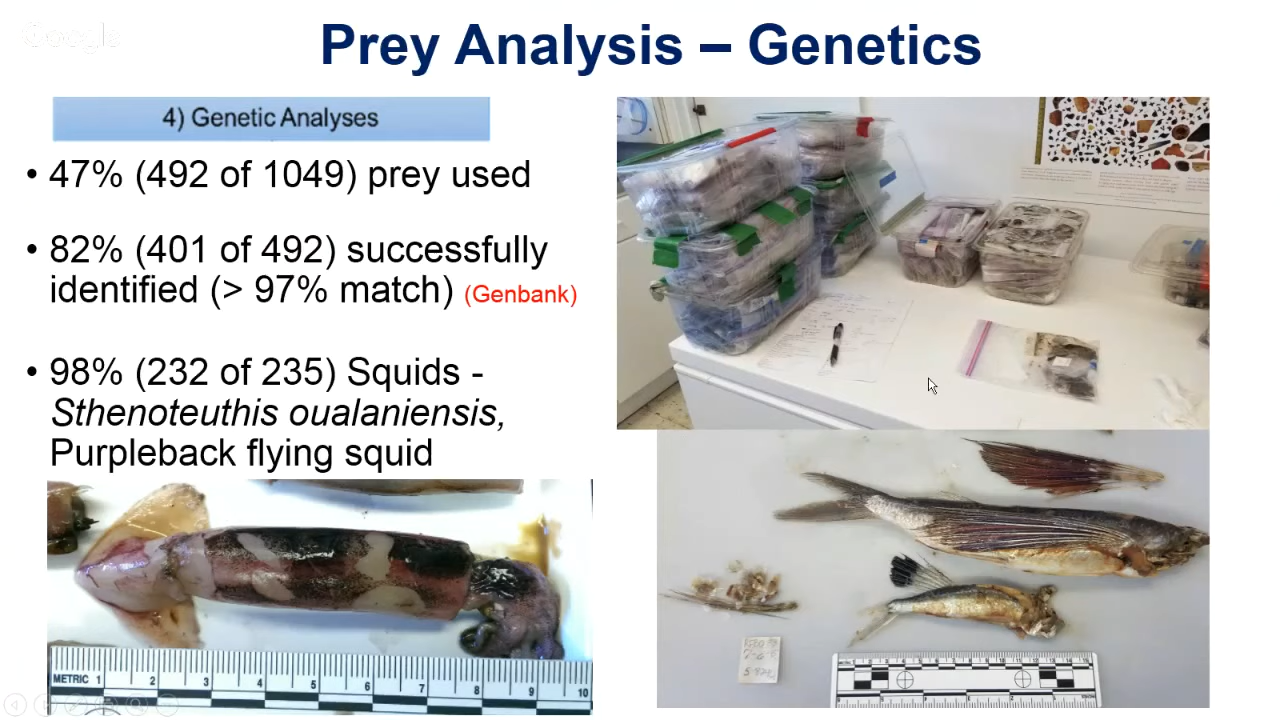 Google
Prey Analysis – Genetics
4) Genetic Analyses
• 47% (492 of 1049) prey used
• 82% (401 of 492) successfully
identified (> 97% match) (Genbank)
• 98% (232 of 235) Squids -
Sthenoteuthis oualaniensis,
Purpleback flying squid
METRIC 1 2 3 4 5 6 7 8 9 10